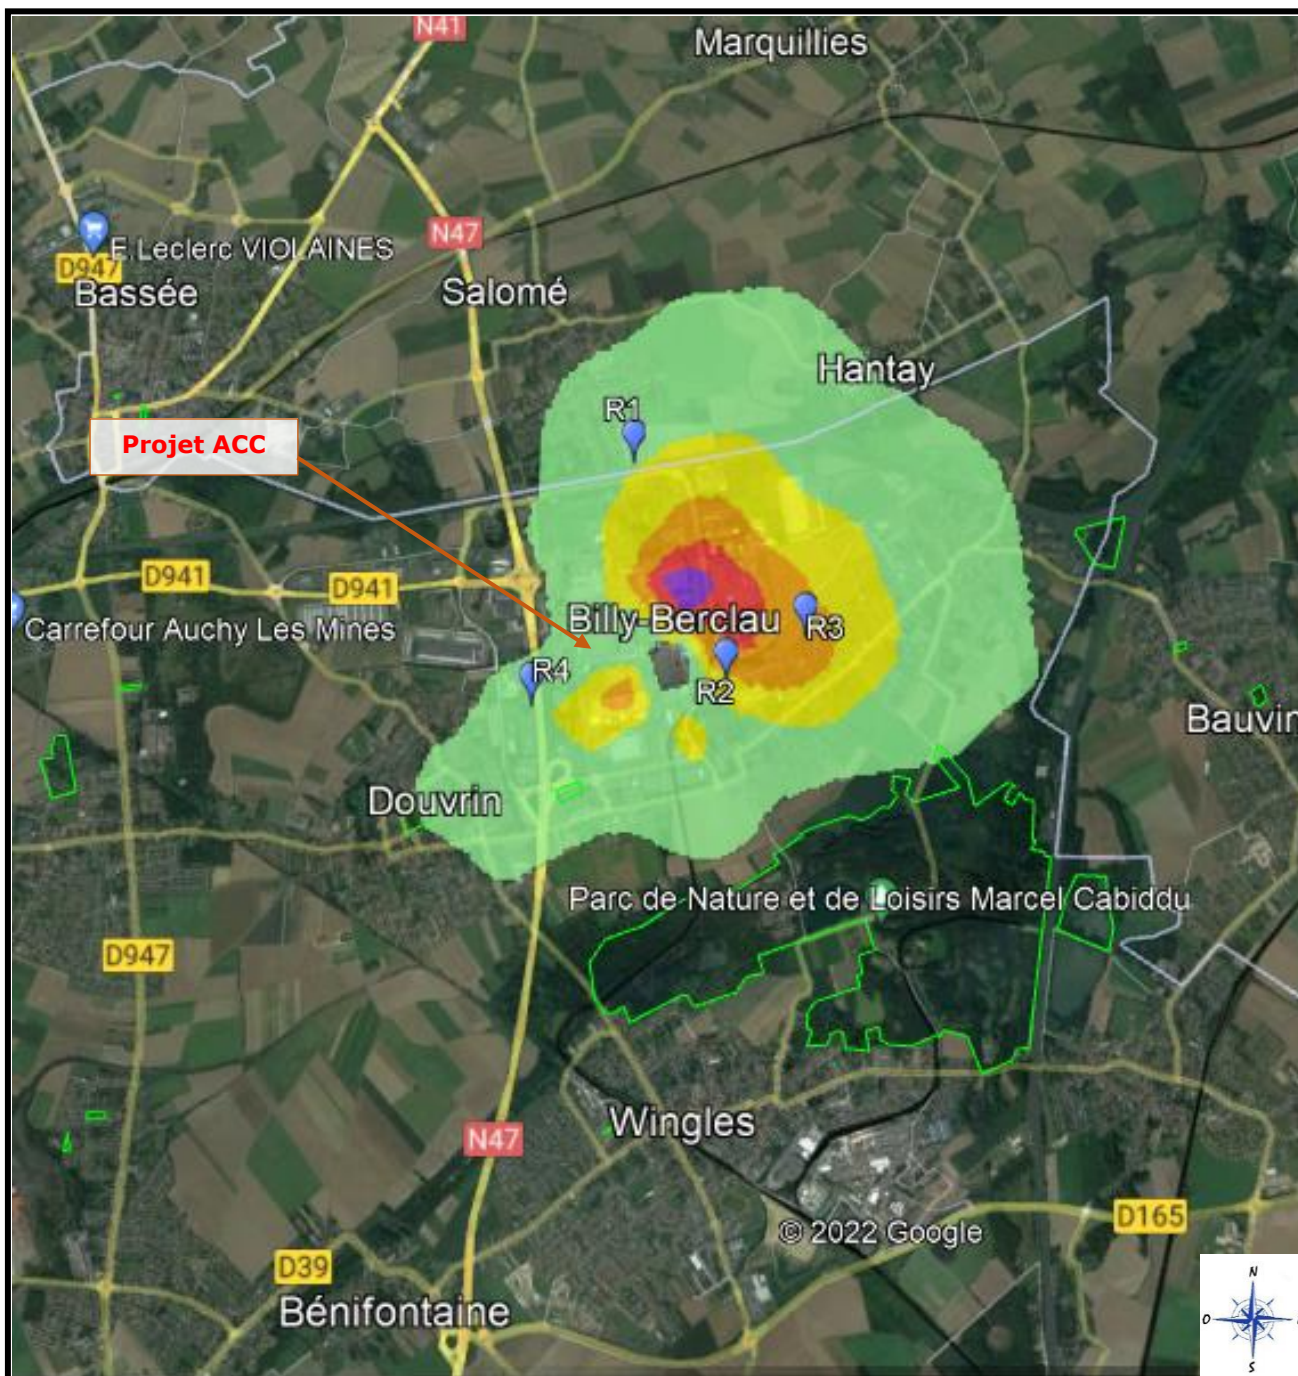 N41
Marquillies
E.Leclerc VIOLAINES
N47
D947
Bassée
Salomé
Hantay
R1
Projet ACC
D941
D941
Billy-Berclau
Carrefour Auchy Les Mines
R3
R4
R2
Bauvin
Douvrin
Parc de Nature et de Loisirs Marcel Cabiddu
D947
Wingles
N47
D165
© 2022 Google
D39
Bénifontaine
N
O
S